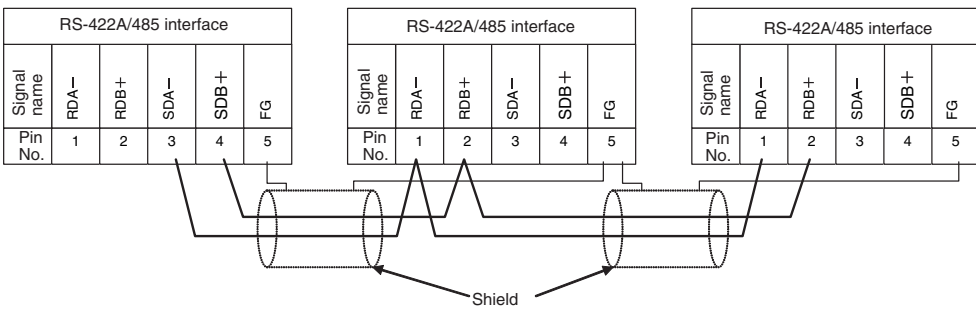 RS-422A/485 interface
Signal name RDA− RDB+ SDA− SDB+ FG
Pin No. 1 2 3 4 5
RS-422A/485 interface
Signal name RDA− RDB+ SDA− SDB+ FG
Pin No. 1 2 3 4 5
RS-422A/485 interface
Signal name RDA− RDB+ SDA− SDB+ FG
Pin No. 1 2 3 4 5
Shield